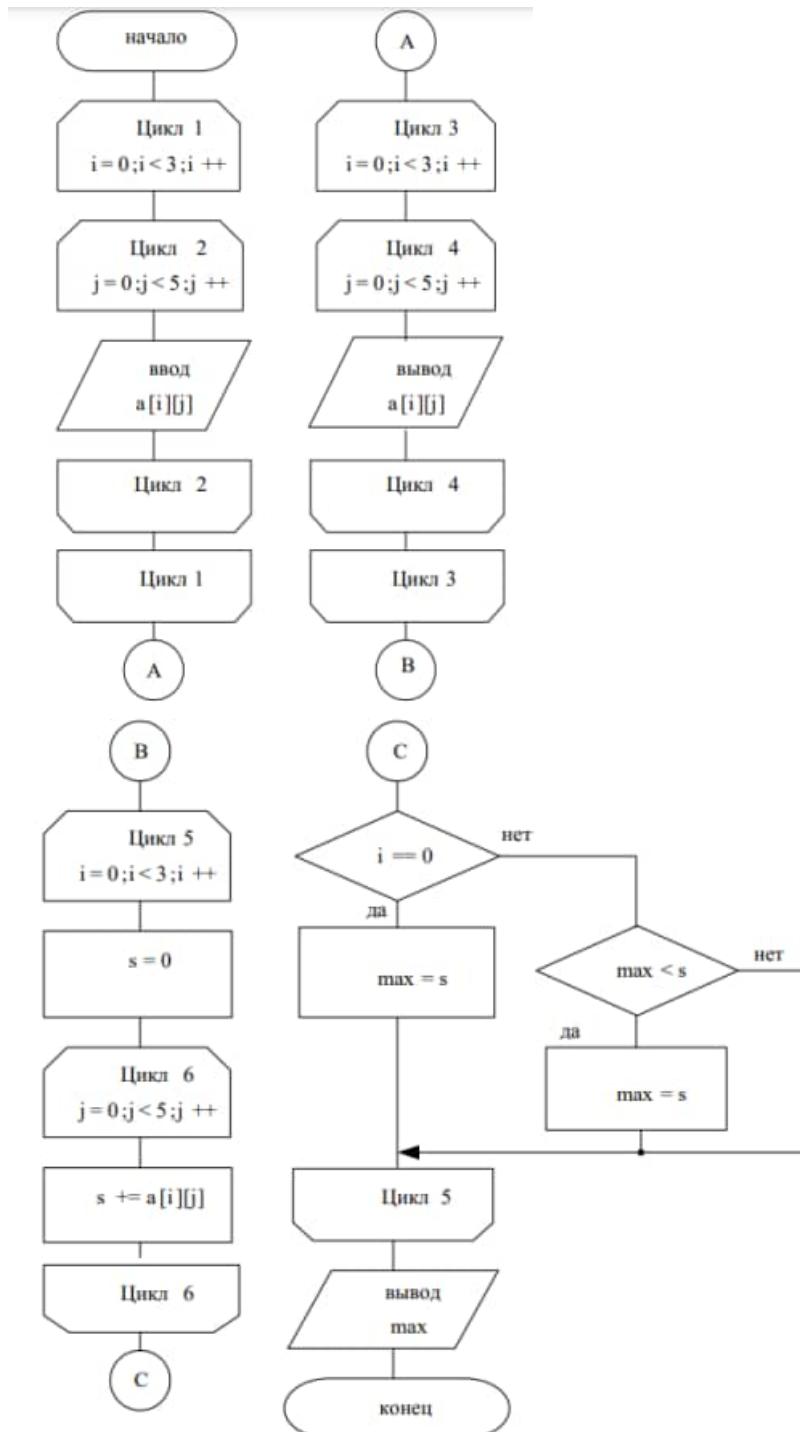 начало
Цикл 1
i = 0 ; i < 3 ; i ++
Цикл 2
j = 0 ; j < 5 ; j ++
ввод
a [ i ][ j ]
Цикл 2
Цикл 1
A
A
Цикл 3
i = 0 ; i < 3 ; i ++
Цикл 4
j = 0 ; j < 5 ; j ++
вывод
a [ i ][ j ]
Цикл 4
Цикл 3
B
B
Цикл 5
i = 0 ; i < 3 ; i ++
s = 0
Цикл 6
j = 0 ; j < 5 ; j ++
s += a [ i ][ j ]
Цикл 6
C
C
i == 0
нет
да
max = s
max < s
нет
да
max = s
Цикл 5
вывод
max
конец